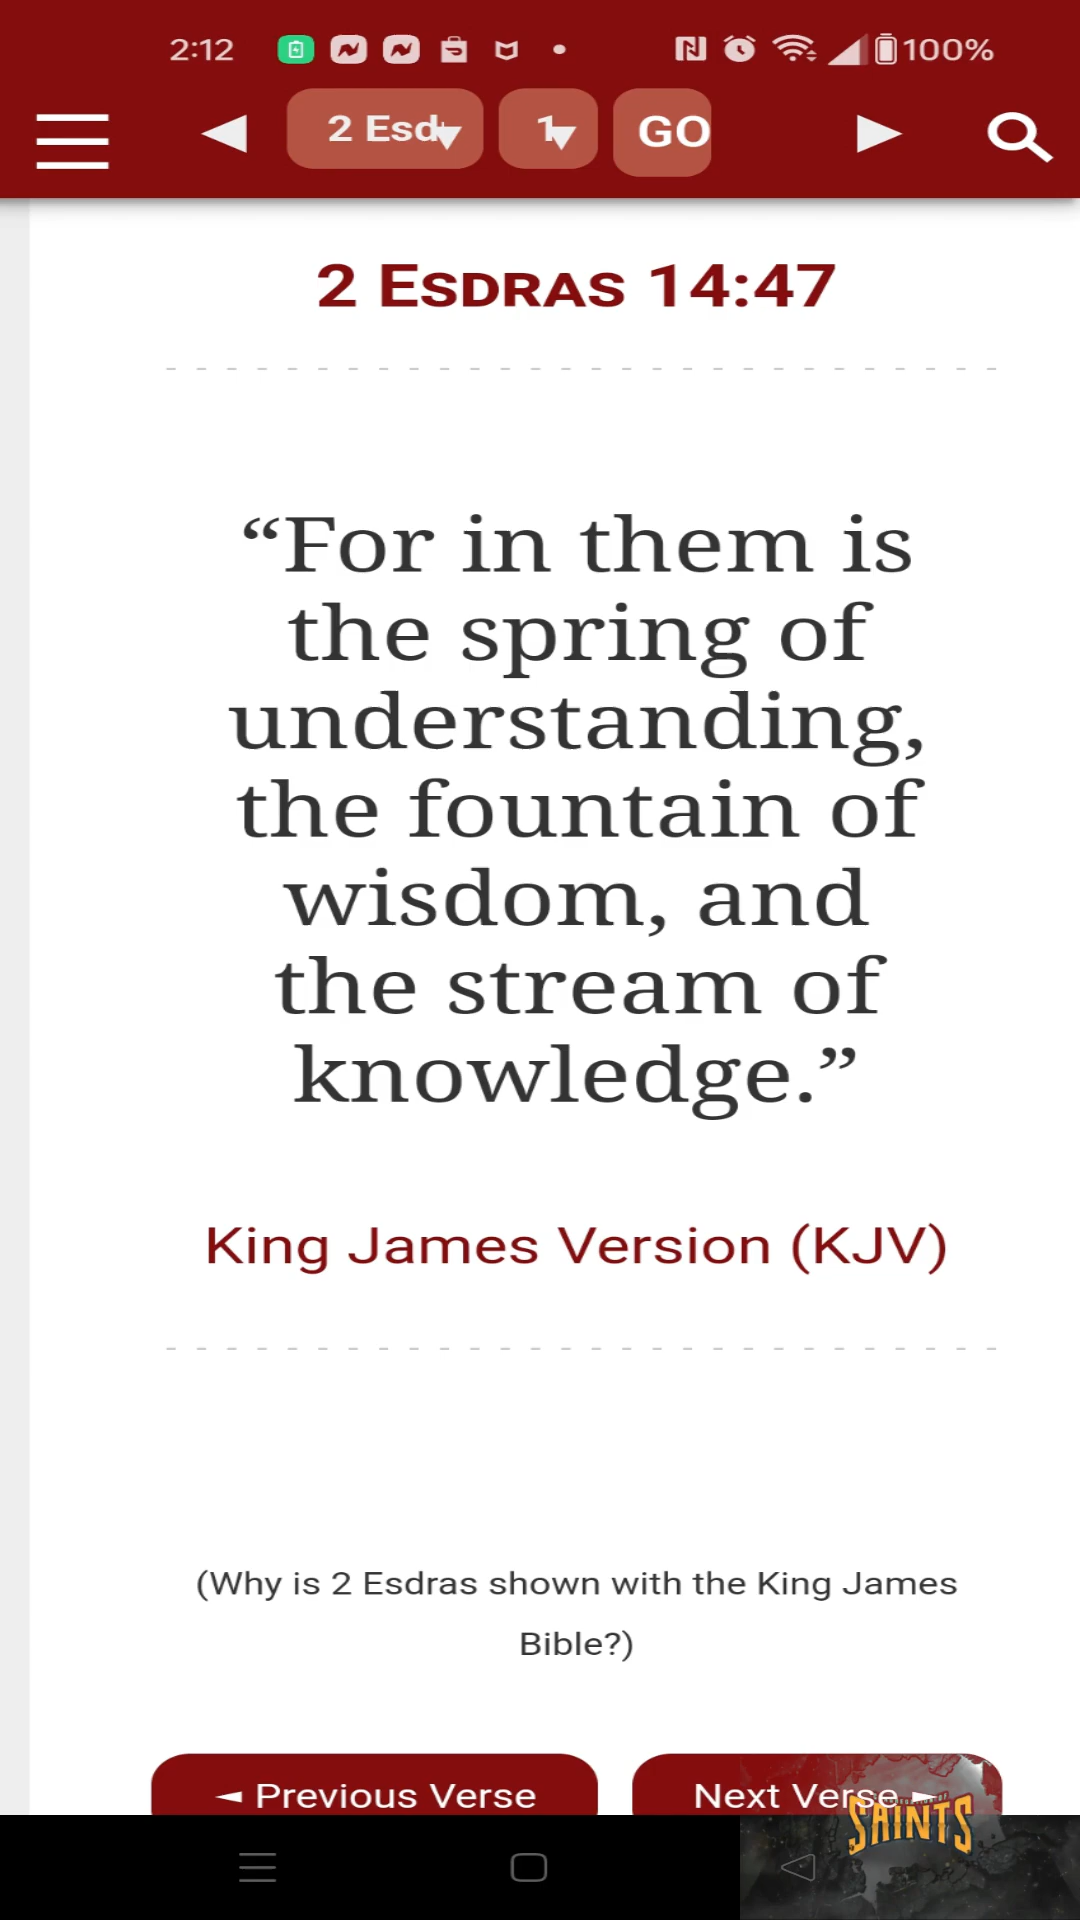 2:12
100%
2 Esd
1
GO
2 Esdras 14:47
“For in them is
the spring of
understanding,
the fountain of
wisdom, and
the stream of
knowledge.”
King James Version (KJV)
(Why is 2 Esdras shown with the King James
Bible?)
◄ Previous Verse
Next Verse ►
SAINTS